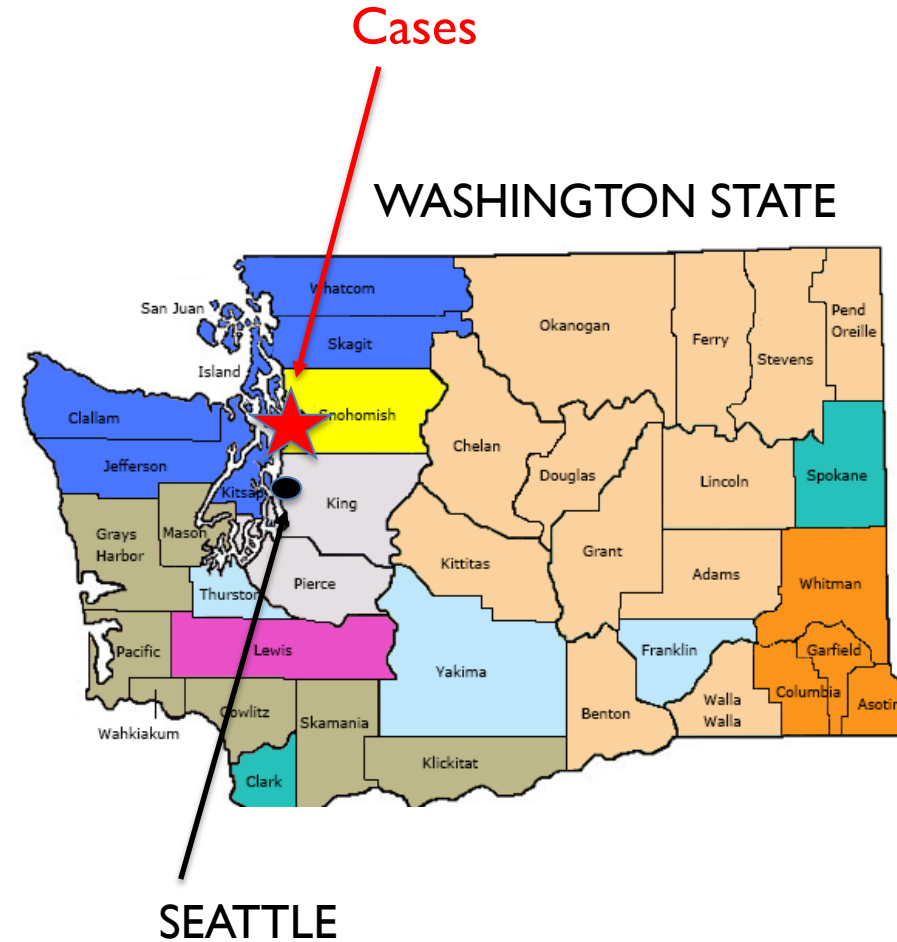 Cases
WASHINGTON STATE
Whatcom
San Juan
Skagit
Island
Okanogan
Ferry
Stevens
Pend
Oreille
Clallam
Snohomish
Jefferson
Chelan
Douglas
Lincoln
Spokane
Kitsap
King
Grays
Harbor
Mason
Kittitas
Grant
Adams
Whitman
Thurston
Pierce
Pacific
Lewis
Yakima
Franklin
Garfield
Columbia
Asotin
Wahkiakum
Cowlitz
Skamania
Benton
Walla
Walla
Klickitat
Clark
SEATTLE